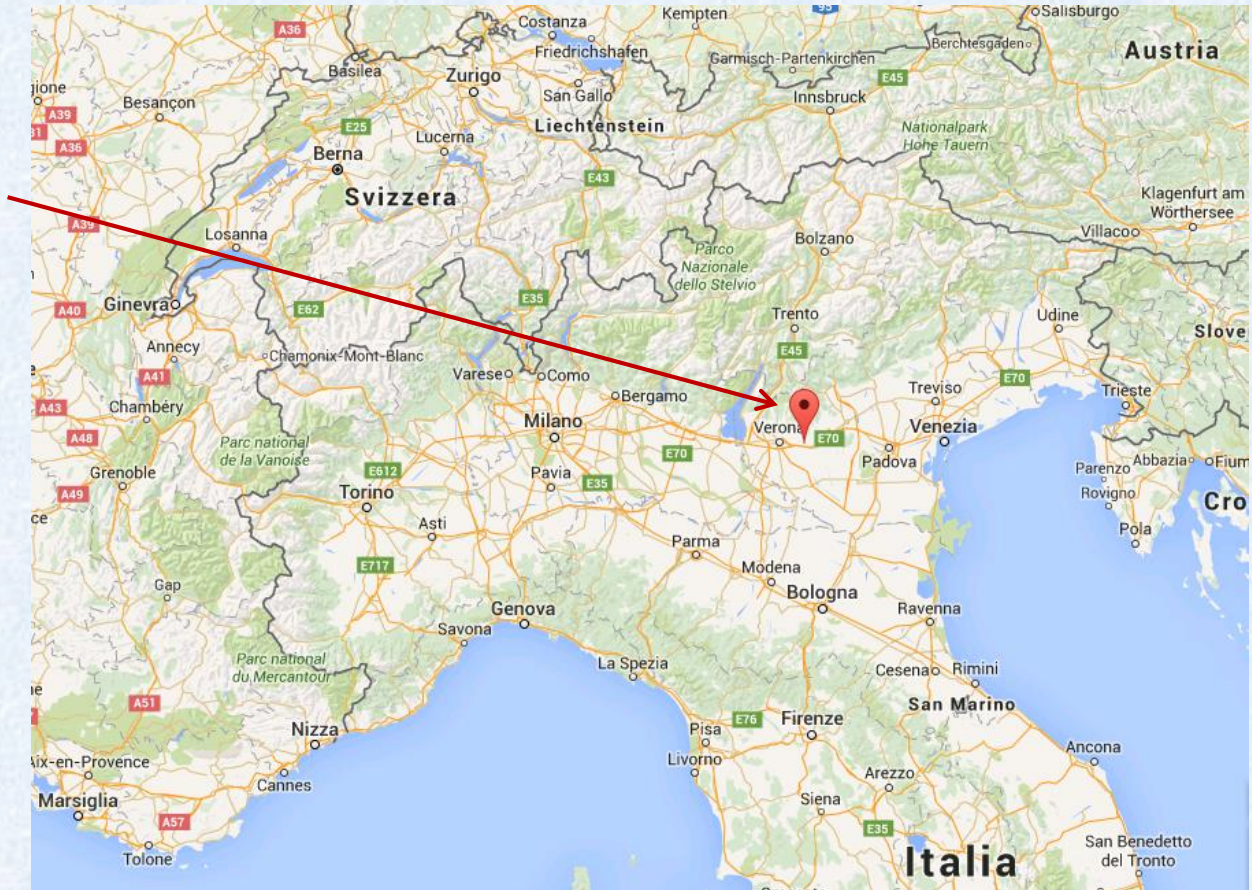 Costanza
Kempten
95
Salisburgo
A36
Friedrichshafen
Berchtesgaden
Austria
Basilea
Zurigo
Garmisch-Partenkirchen
E45
gione
Besançon
San Gallo
Innsbruck
A39
31
E25
Lucerna
Liechtenstein
Nationalpark
Hohe Tauern
A36
Berna
E43
Svizzera
Klagenfurt am
Wörthersee
A39
Losanna
Bolzano
Villaco
Parco
Nazionale
dello Stelvio
Ginevra
E35
A40
E62
Trento
Udine
Slove
Annecy
Chamonix-Mont-Blanc
E45
A41
Varese
Como
Treviso
E70
Trieste
A43
Chambéry
Bergamo
Milano
Verona
E70
Venezia
A48
Parc national
de la Vanoise
E70
Padova
Parenzo
Abbazia
Fium
Grenoble
E612
Pavia
E35
A49
Torino
Rovigno
Cro
ce
Asti
Pola
Parma
E717
Modena
Gap
Bologna
Genova
Ravenna
Savona
La Spezia
Cesena
Rimini
Parc national
du Mercantour
ne
A51
San Marino
Nizza
Pisa
E76
Firenze
Aix-en-Provence
Livorno
Ancona
Cannes
Arezzo
Marsiglia
Siena
A57
E35
Tolone
Italia
San Benedetto
del Tronto